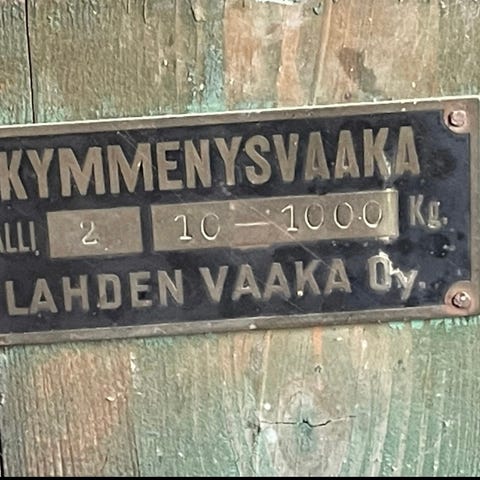 KYMMENYSVAAKA
ALLI 2 10 — 1000 Kg.
LAHDEN VAAKA Oy.